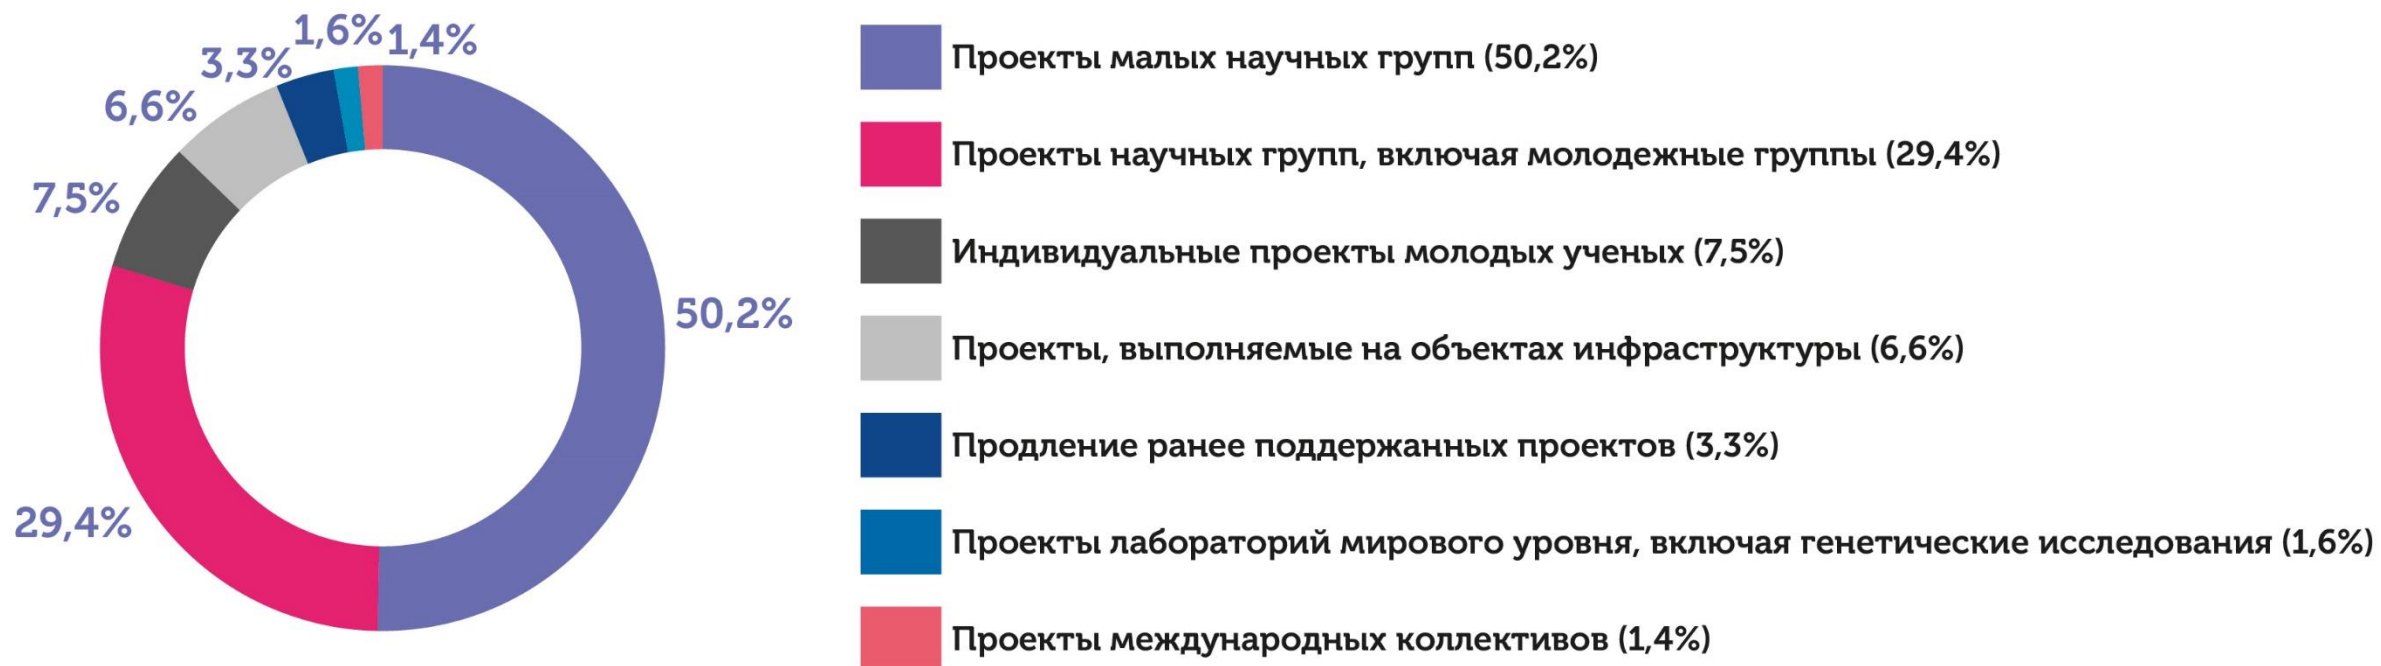 1,6%
1,4%
3,3%
6,6%
7,5%
50,2%
29,4%
Проекты малых научных групп (50,2%)
Проекты научных групп, включая молодежные группы (29,4%)
Индивидуальные проекты молодых ученых (7,5%)
Проекты, выполняемые на объектах инфраструктуры (6,6%)
Продление ранее поддержанных проектов (3,3%)
Проекты лабораторий мирового уровня, включая генетические исследования (1,6%)
Проекты международных коллективов (1,4%)